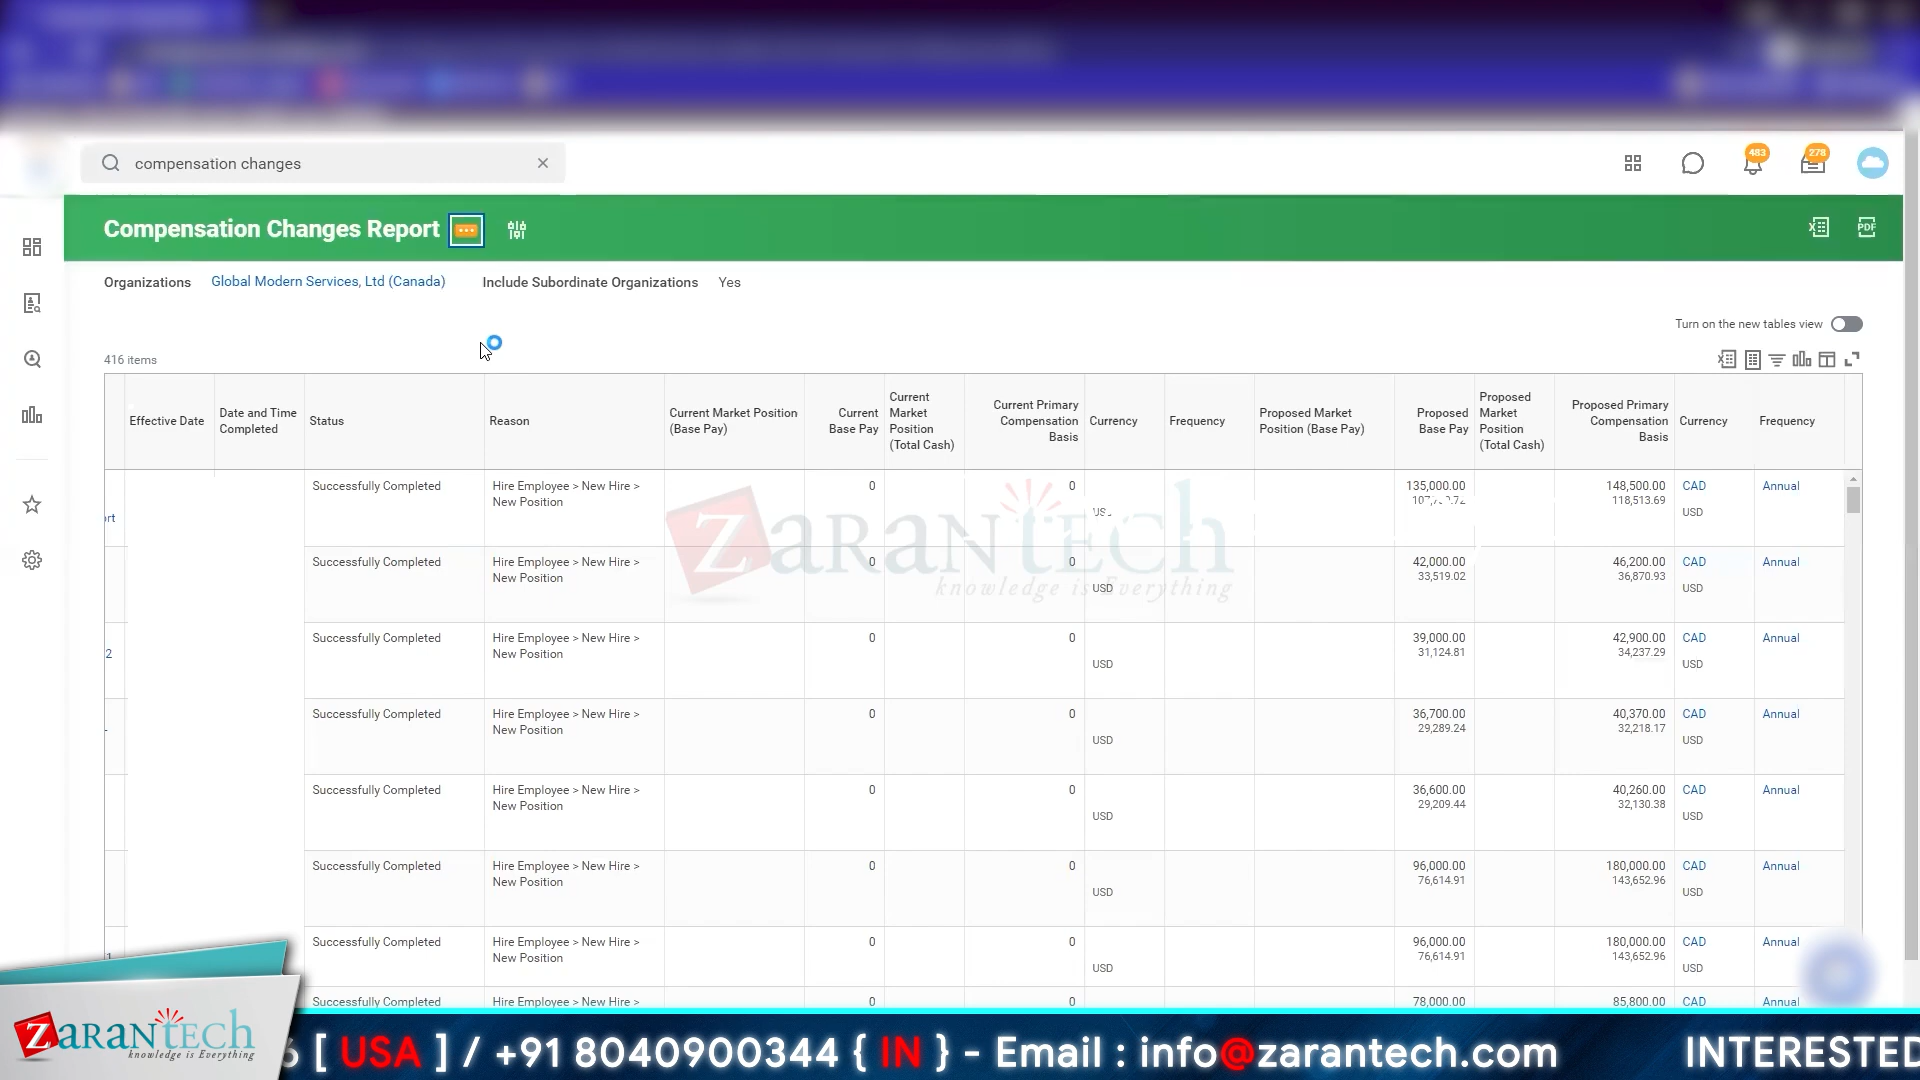 compensation changes
483
278
Compensation Changes Report
PDF
Organizations Global Modern Services, Ltd (Canada) Include Subordinate Organizations Yes
Turn on the new tables view
416 items
Effective Date Date and Time Completed Status Reason Current Market Position (Base Pay) Current Base Pay Current Market Position (Total Cash) Current Primary Compensation Basis Currency Frequency Proposed Market Position (Base Pay) Proposed Base Pay Proposed Market Position (Total Cash) Proposed Primary Compensation Basis Currency Frequency
Successfully Completed Hire Employee > New Hire > 0 0 135,000.00 148,500.00 CAD Annual
New Position 118,513.69
ort USD USD
Successfully Completed Hire Employee > New Hire > 0 0 42,000.00 46,200.00 CAD Annual
New Position 33,519.02 36,870.93
USD USD
Successfully Completed Hire Employee > New Hire > 0 0 39,000.00 42,900.00 CAD Annual
2 New Position 31,124.81 34,237.29
USD USD
Successfully Completed Hire Employee > New Hire > 0 0 36,700.00 40,370.00 CAD Annual
New Position 29,289.24 32,218.17
USD USD
Successfully Completed Hire Employee > New Hire > 0 0 36,600.00 40,260.00 CAD Annual
New Position 29,209.44 32,130.38
USD USD
Successfully Completed Hire Employee > New Hire > 0 0 96,000.00 180,000.00 CAD Annual
New Position 76,614.91 143,652.96
USD USD
Successfully Completed Hire Employee > New Hire > 0 0 96,000.00 180,000.00 CAD Annual
New Position 76,614.91 143,652.96
USD USD
Successfully Completed Hire Employee > New Hire > 0 0 78,000.00 85,800.00 CAD Annual
ZaranTech
knowledge is Everything
ZaranTech
knowledge is Everything
6 [ USA ] / +91 8040900344 { IN } - Email : info@zarantech.com INTERESTED